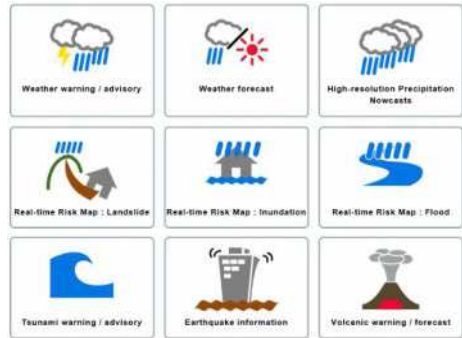 Weather warning / advisory
Weather forecast
High-resolution Precipitation
Nowcasts
Real-time Risk Map : Landslide
Real-time Risk Map : Inundation
Real-time Risk Map : Flood
Tsunami warning / advisory
Earthquake information
Volcanic warning / forecast